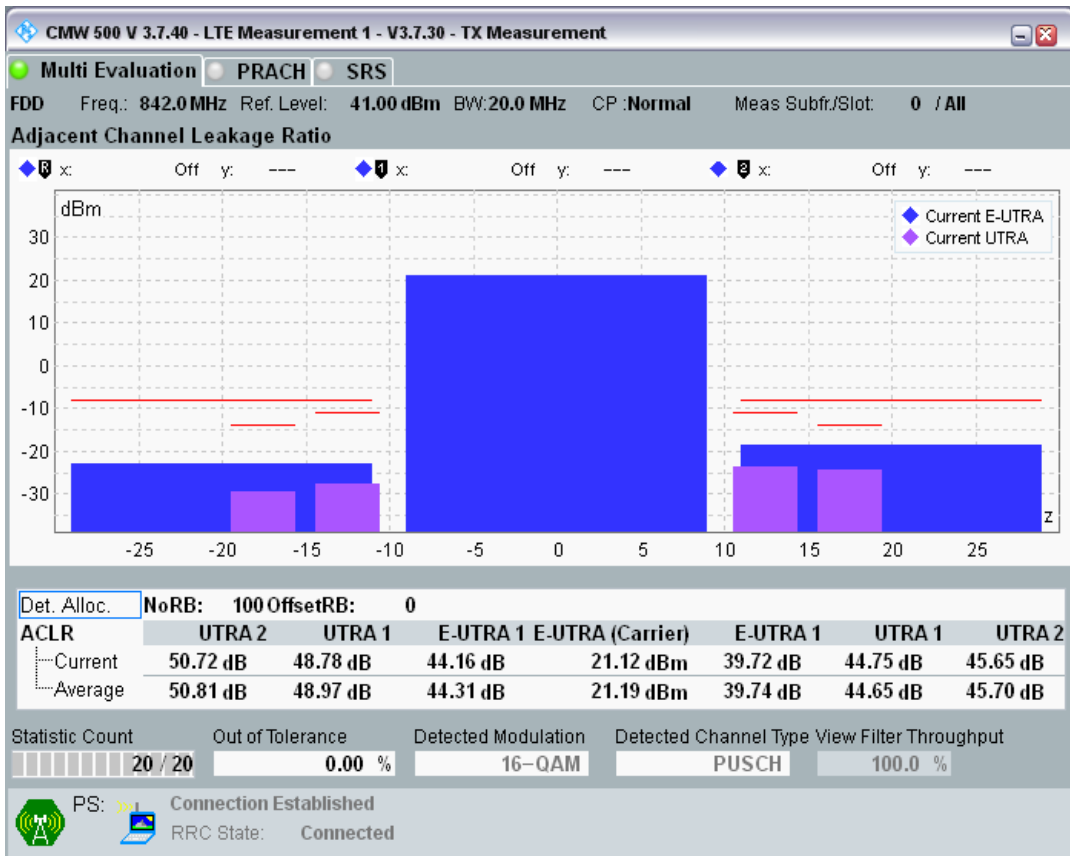 CMW 500 V 3.7.40 - LTE Measurement 1 - V3.7.30 - TX Measurement
Multi Evaluation PRACH SRS
FDD Freq.: 842.0 MHz Ref. Level: 41.00 dBm BW:20.0 MHz CP :Normal Meas Subfr./Slot: 0 / All
Adjacent Channel Leakage Ratio
R x: Off y: --- 1 x: Off y: --- 2 x: Off y: ---
dBm
Current E-UTRA
Current UTRA
30
20
10
0
-10
-20
-30
z
-25 -20 -15 -10 -5 0 5 10 15 20 25
Det. Alloc. NoRB: 100 OffsetRB: 0
ACLR UTRA 2 UTRA 1 E-UTRA 1 E-UTRA (Carrier) E-UTRA 1 UTRA 1 UTRA 2
Current 50.72 dB 48.78 dB 44.16 dB 21.12 dBm 39.72 dB 44.75 dB 45.65 dB
Average 50.81 dB 48.97 dB 44.31 dB 21.19 dBm 39.74 dB 44.65 dB 45.70 dB
Statistic Count Out of Tolerance Detected Modulation Detected Channel Type View Filter Throughput
20 / 20 0.00 % 16-QAM PUSCH 100.0 %
PS: Connection Established
RRC State: Connected